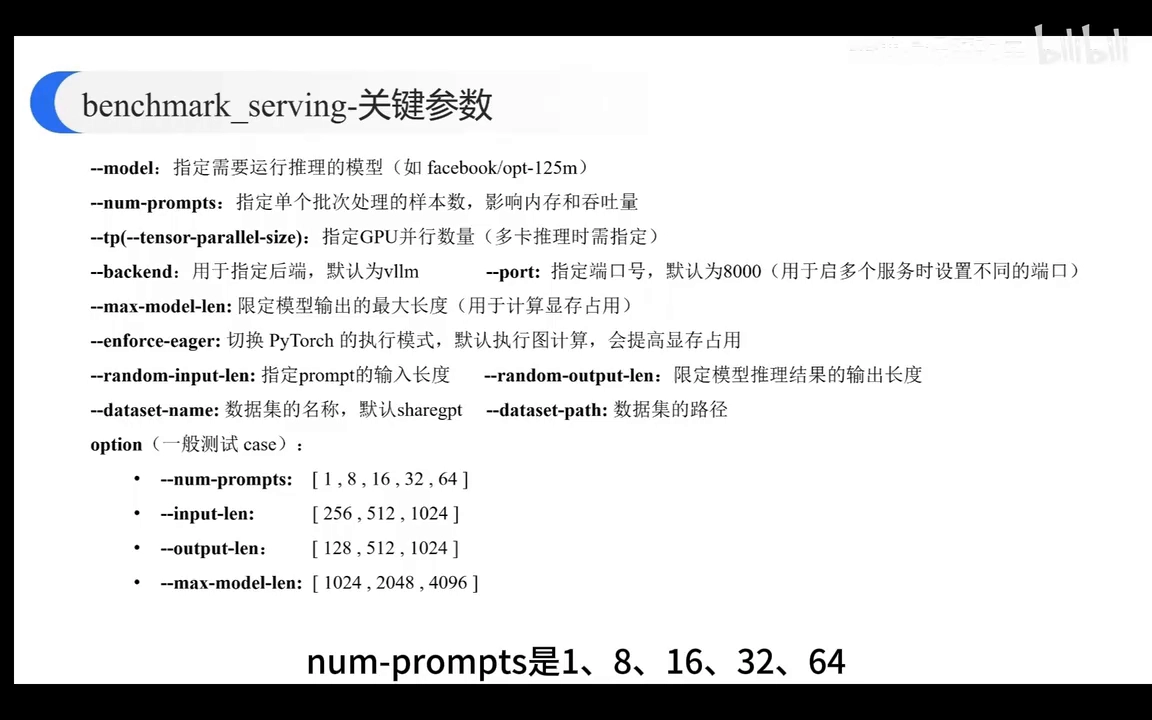 bilibili
benchmark_serving-关键参数
--model：指定需要运行推理的模型（如 facebook/opt-125m）
--num-prompts：指定单个批次处理的样本数，影响内存和吞吐量
--tp(--tensor-parallel-size)：指定GPU并行数量（多卡推理时需指定）
--backend：用于指定后端，默认为vllm --port: 指定端口号，默认为8000（用于启多个服务时设置不同的端口）
--max-model-len: 限定模型输出的最大长度（用于计算显存占用）
--enforce-eager: 切换 PyTorch 的执行模式，默认执行图计算，会提高显存占用
--random-input-len: 指定prompt的输入长度 --random-output-len：限定模型推理结果的输出长度
--dataset-name: 数据集的名称，默认sharegpt --dataset-path: 数据集的路径
option（一般测试 case）：
• --num-prompts: [ 1 , 8 , 16 , 32 , 64 ]
• --input-len: [ 256 , 512 , 1024 ]
• --output-len： [ 128 , 512 , 1024 ]
• --max-model-len: [ 1024 , 2048 , 4096 ]
num-prompts是1、8、16、32、64